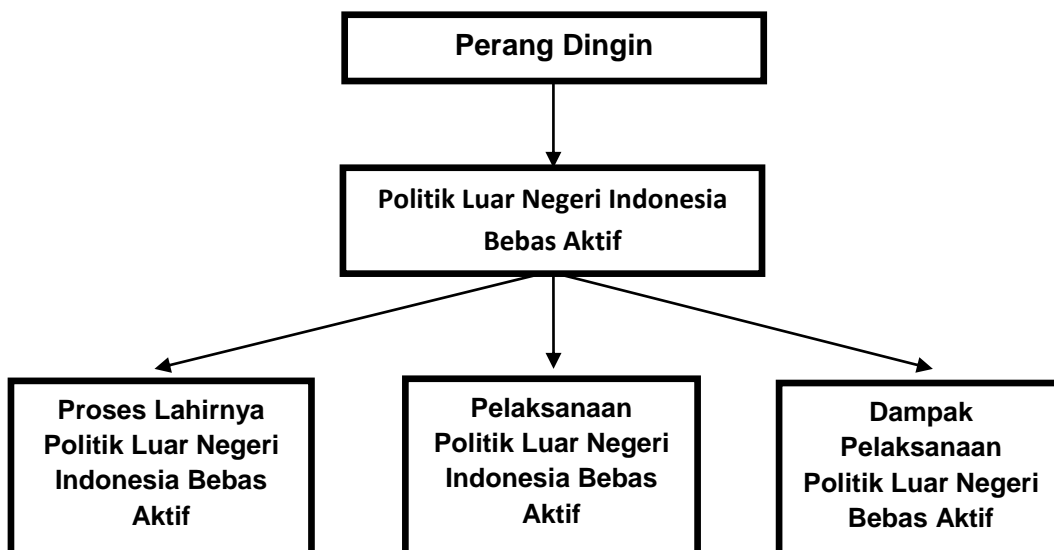 Perang Dingin
Politik Luar Negeri Indonesia
Bebas Aktif
Proses Lahirnya
Politik Luar Negeri
Indonesia Bebas
Aktif
Pelaksanaan
Politik Luar Negeri
Indonesia Bebas
Aktif
Dampak
Pelaksanaan
Politik Luar Negeri
Bebas Aktif